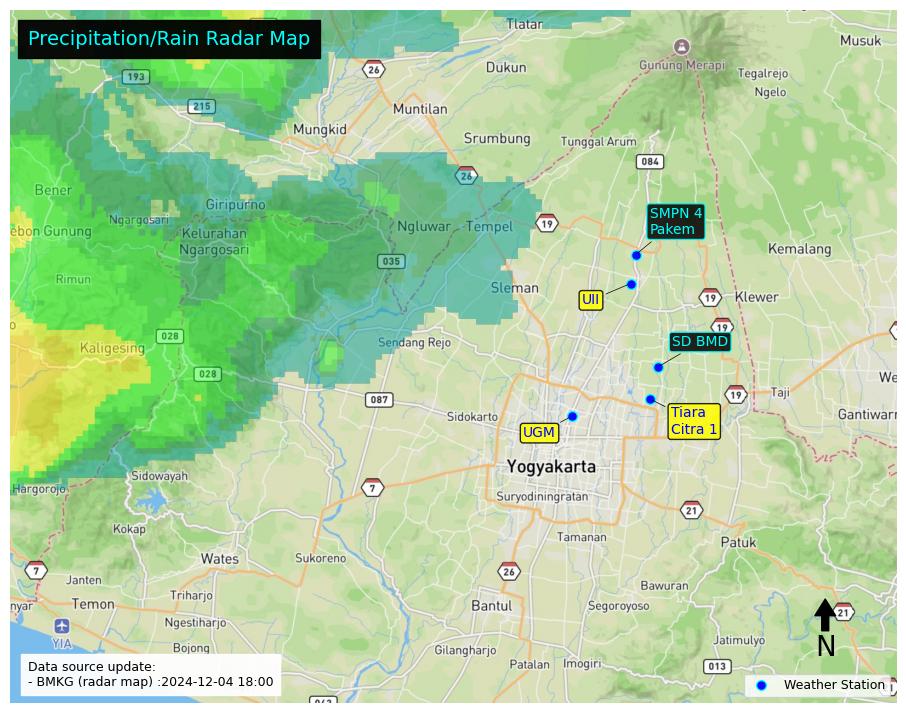 Precipitation/Rain Radar Map
Tlatar
Musuk
26
193
Dukun
Gunung Merapi
Tegalrejo
Ngelo
215
Muntilan
Mungkid
Srumbung
Tunggal Arum
084
26
Bener
Giripurno
SMPN 4
Pakem
Ngargosari
Kelurahan
Ngargosari
Ngluwar
Tempel
19
ebon Gunung
Kemalang
035
Rimun
Sleman
UII
19
Klewer
19
028
Kaligesing
Sendang Rejo
SD BMD
028
We
087
19
Taji
Sidokarto
Tiara
Citra 1
Gantiwarn
UGM
Yogyakarta
Sidowayah
Hargorojo
7
Suryodiningratan
21
Kokap
Tamanan
Patuk
Wates
Sukoreno
7
26
Janten
Bawuran
nyar
Temon
Triharjo
Bantul
Segoroyoso
21
Ngestiharjo
YIA
N
Bojong
Gilangharjo
Jatimulyo
Patalan
Imogiri
013
Data source update:
- BMKG (radar map) :2024-12-04 18:00
Weather Station